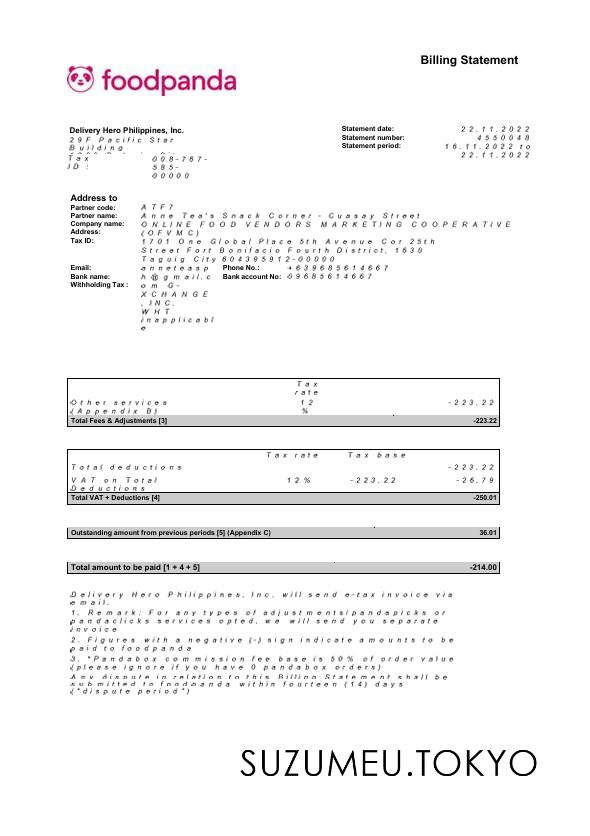 Billing Statement
foodpanda
Delivery Hero Philippines, Inc.
29F Pacific Star
Building
Tax ID: 008-767-585-00000
Statement date: 22.11.2022
Statement number: 4550048
Statement period: 16.11.2022 to 22.11.2022
Address to
Partner code: ATF7
Partner name: Anne Tea's Snack Corner - Cuasay Street
Company name: ONLINE FOOD VENDORS MARKETING COOPERATIVE
Address: (OFVMC)
Tax ID: 1701 One Global Place 5th Avenue Cor 25th
Street Fort Bonifacio Fourth District, 1630
Taguig City 604395912-00000
Email: anneteasp Phone No.: +639685614667
Bank name: h@gmail.c Bank account No: 09685614667
Withholding Tax : om G-
XCHANGE
, INC.
WHT
inapplicabl
e
Tax
rate
Other services 12 -223.22
(Appendix B) %
Total Fees & Adjustments [3] -223.22
Tax rate Tax base
Total deductions -223.22
VAT on Total 12% -223.22 -26.79
Deductions
Total VAT + Deductions [4] -250.01
Outstanding amount from previous periods [5] (Appendix C) 36.01
Total amount to be paid [1 + 4 + 5] -214.00
Delivery Hero Philippines, Inc. will send e-tax invoice via
email.
1. Remark: For any types of adjustments/pandapicks or
pandaclicks services opted, we will send you separate
invoice
2. Figures with a negative (-) sign indicate amounts to be
paid to foodpanda
3. *Pandabox commission fee base is 50% of order value
(please ignore if you have 0 pandabox orders)
Any dispute in relation to this Billing Statement shall be
submitted to foodpanda within fourteen (14) days
("dispute period")
SUZUMEU.TOKYO